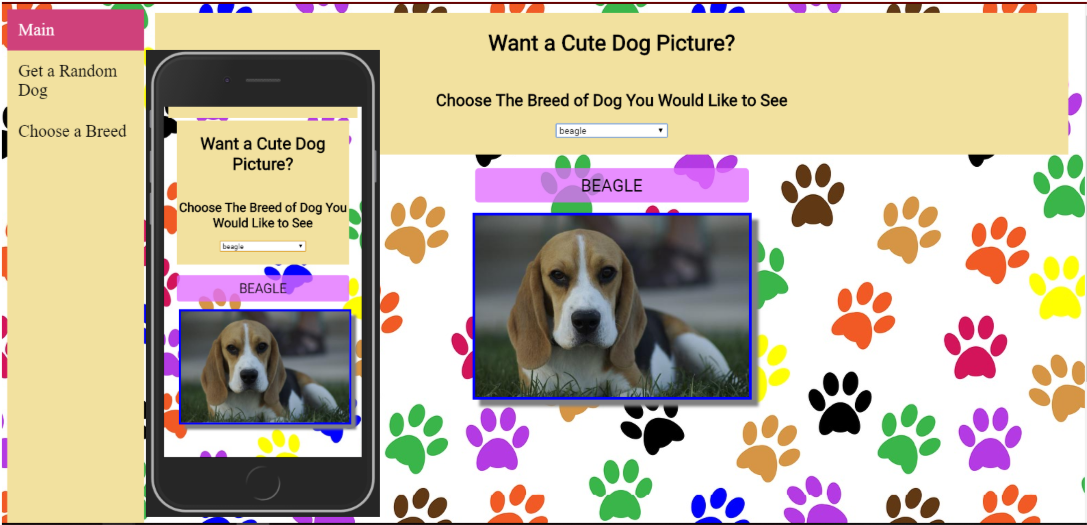 Main
Get a Random
Dog
Choose a Breed
Want a Cute Dog Picture?
Choose The Breed of Dog You Would Like to See
beagle
BEAGLE
Want a Cute Dog
Picture?
Choose The Breed of Dog You
Would Like to See
beagle
BEAGLE